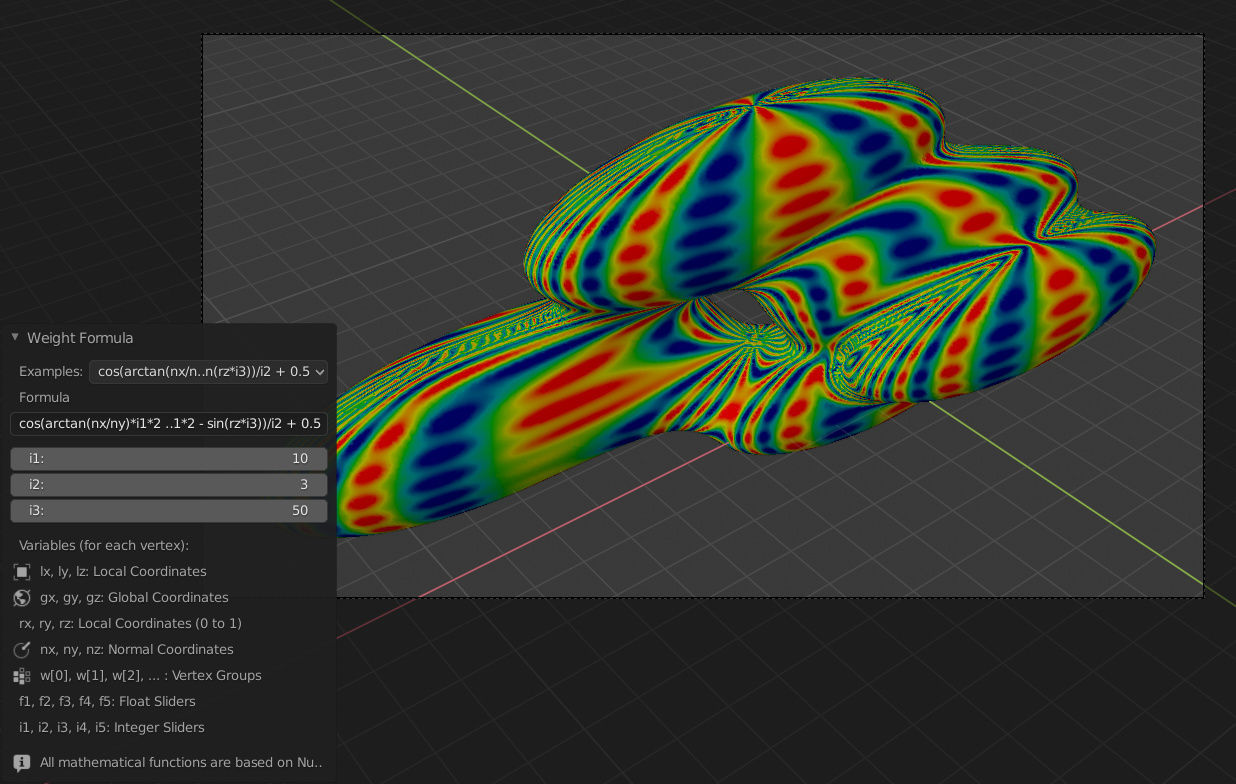 Weight Formula
Examples: cos(arctan(nx/n..n(rz*i3))/i2 + 0.5
Formula
cos(arctan(nx/ny)*i1*2 ..1*2 - sin(rz*i3))/i2 + 0.5
i1: 10
i2: 3
i3: 50
Variables (for each vertex):
lx, ly, lz: Local Coordinates
gx, gy, gz: Global Coordinates
rx, ry, rz: Local Coordinates (0 to 1)
nx, ny, nz: Normal Coordinates
w[0], w[1], w[2], ... : Vertex Groups
f1, f2, f3, f4, f5: Float Sliders
i1, i2, i3, i4, i5: Integer Sliders
All mathematical functions are based on Nu..